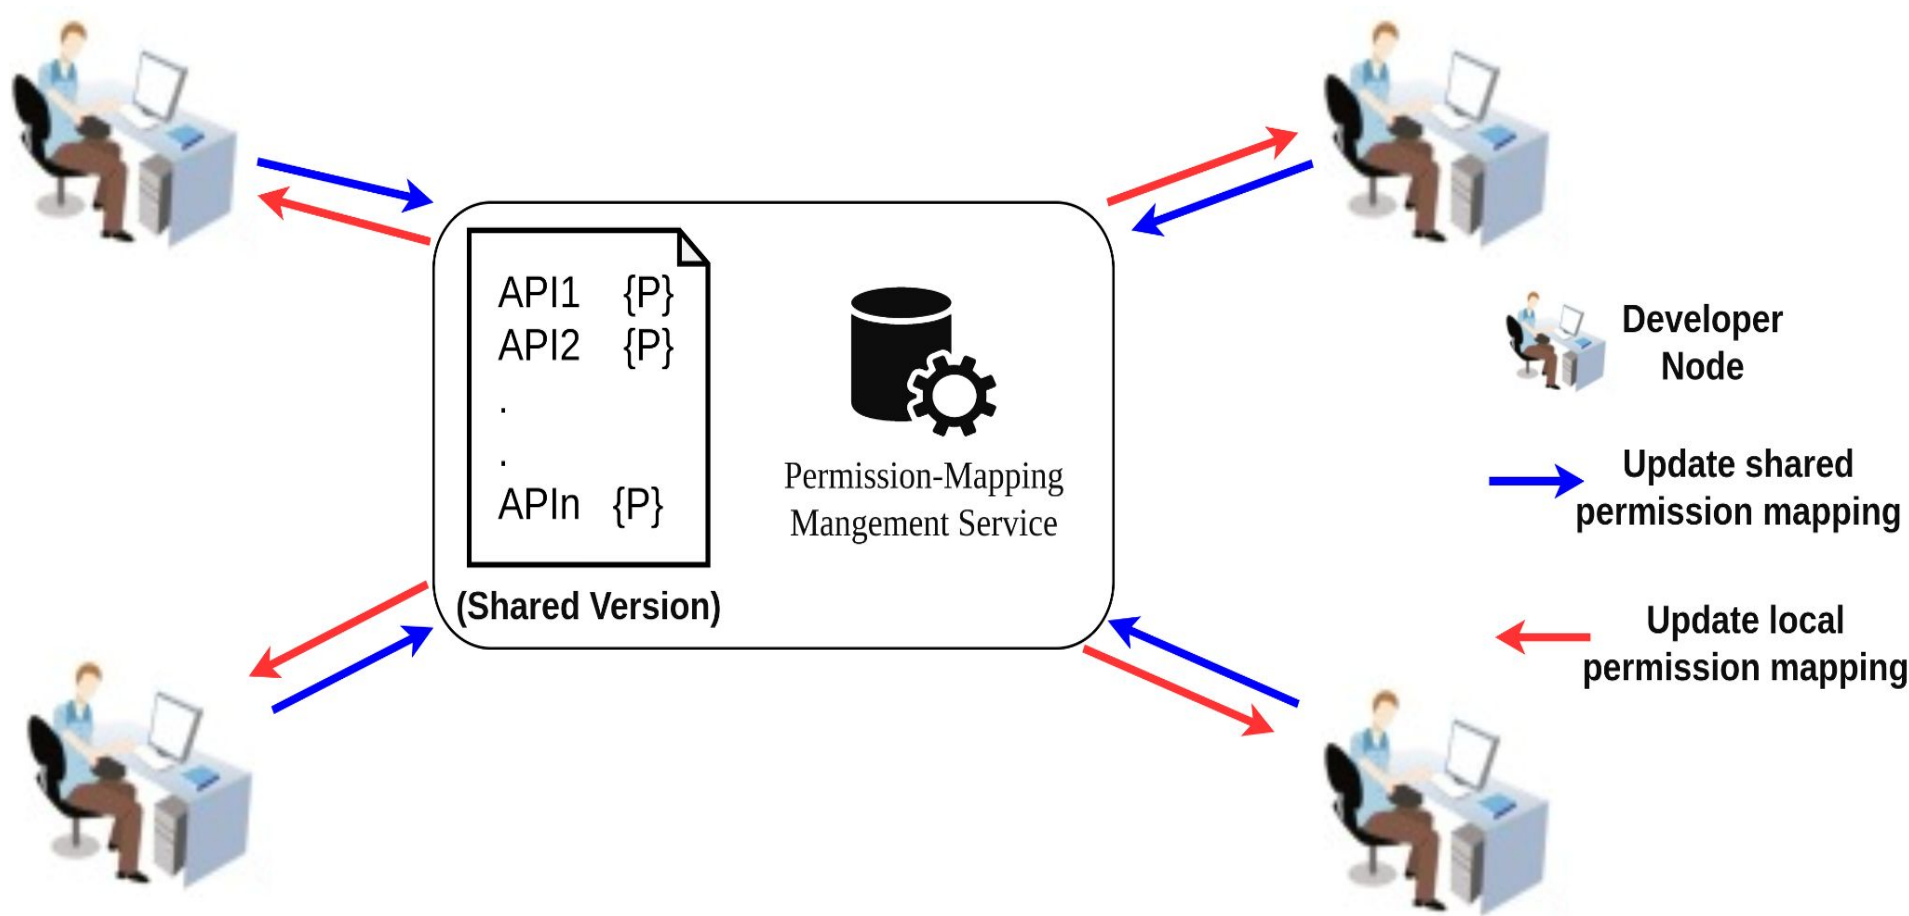 API1 {P}
API2 {P}
.
.
APIn {P}
(Shared Version)
Permission-Mapping
Mangement Service
Developer
Node
Update shared
permission mapping
Update local
permission mapping